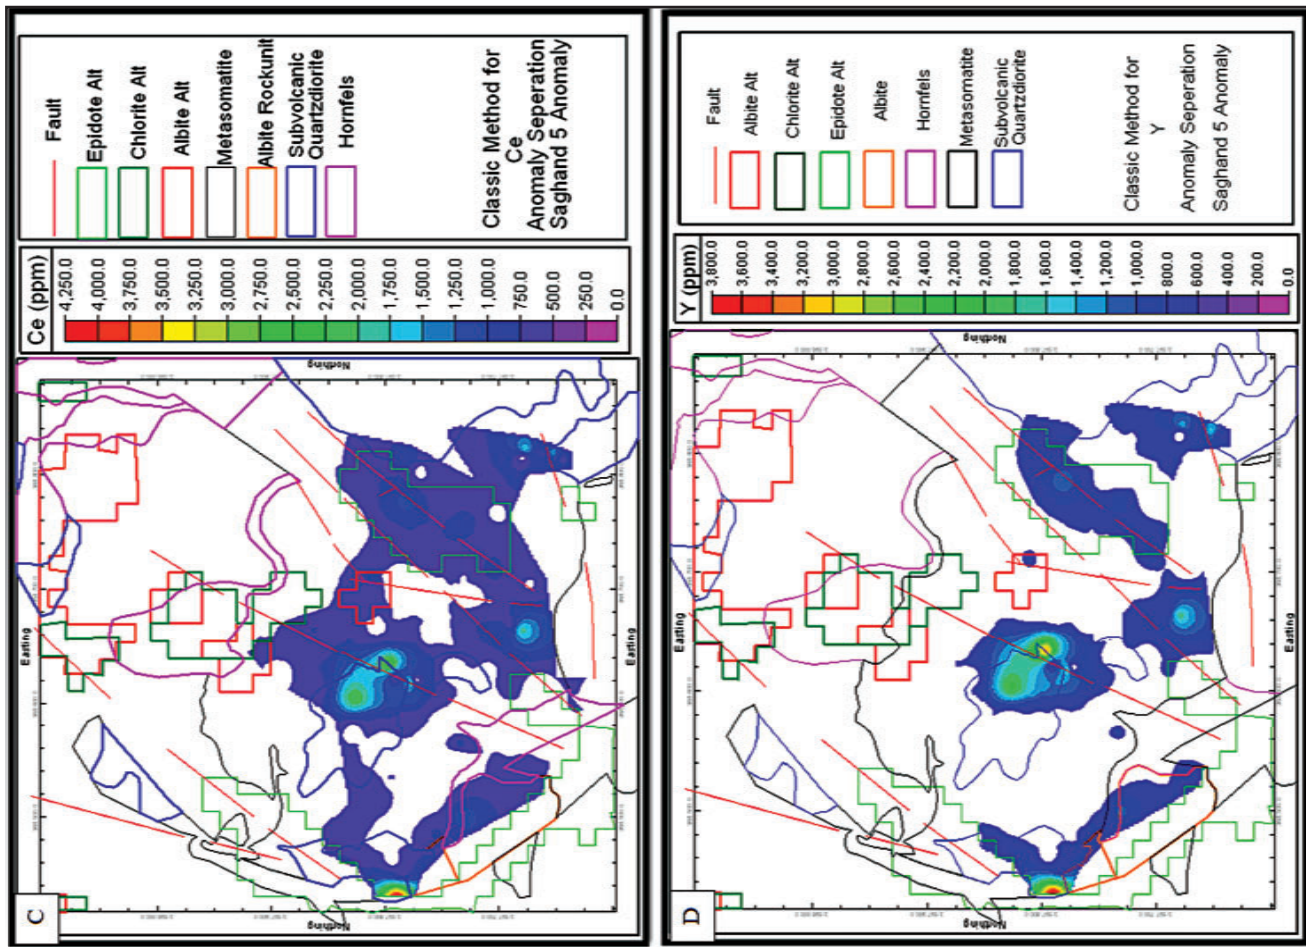 C
Easting
Easting
Northing
Northing
Ce (ppm)
4,250.0
4,000.0
3,750.0
3,250.0
3,000.0
2,750.0
2,500.0
2,000.0
1,750.0
1,250.0
1,000.0
750.0
500.0
250.0
0.0
Fault
Epidote Alt
Chlorite Alt
Albite Alt
Metasomatite
Albite Rockunit
Subvolcanic
Quartzdiorite
Hornfels
Classic Method for
Ce
Anomaly Seperation
Saghand 5 Anomaly
D
Easting
Easting
Northing
Northing
Y (ppm)
3,800.0
3,600.0
3,400.0
3,200.0
3,000.0
2,800.0
2,600.0
2,400.0
2,200.0
2,000.0
1,800.0
1,600.0
1,400.0
1,200.0
1,000.0
800.0
600.0
400.0
200.0
0.0
Fault
Albite Alt
Chlorite Alt
Epidote Alt
Albite
Hornfels
Metasomatite
Subvolcanic
Quartzdiorite
Classic Method for
Y
Anomaly Seperation
Saghand 5 Anomaly